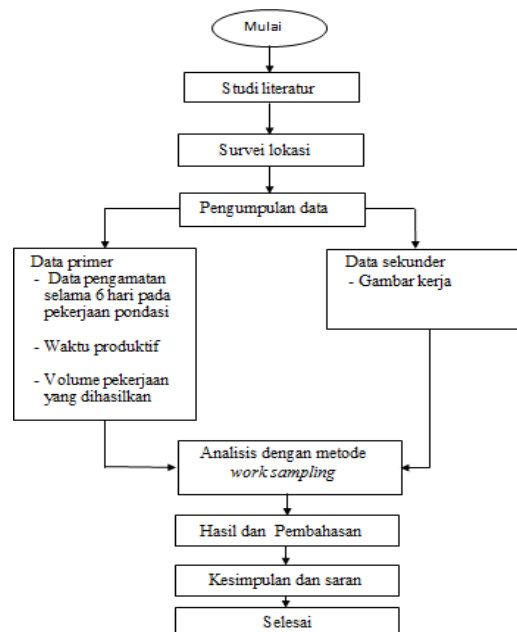 Mulai
Studi literatur
Survei lokasi
Pengumpulan data
Data primer
- Data pengamatan
selama 6 hari pada
pekerjaan pondasi
- Waktu produktif
- Volume pekerjaan
yang dihasilkan
Data sekunder
- Gambar kerja
Analisis dengan metode
work sampling
Hasil dan Pembahasan
Kesimpulan dan saran
Selesai